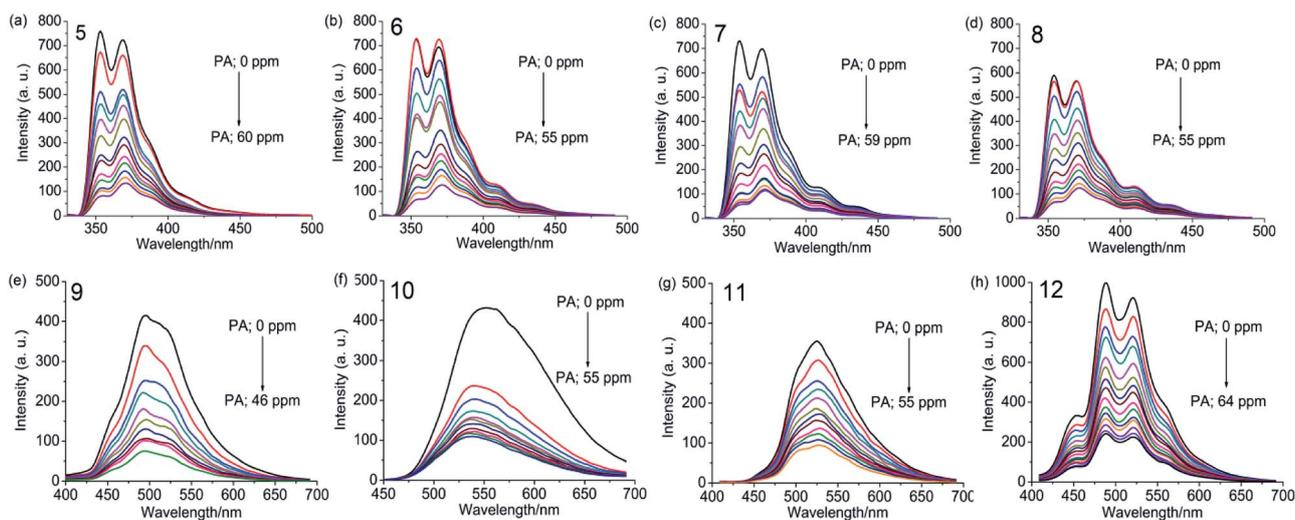 (a)
5
800
700
600
500
400
300
200
100
0
Intensity (a. u.)
PA; 0 ppm
PA; 60 ppm
350 400 450 500
Wavelength/nm
(b)
6
800
700
600
500
400
300
200
100
0
Intensity (a. u.)
PA; 0 ppm
PA; 55 ppm
350 400 450 500
Wavelength/nm
(c)
7
800
700
600
500
400
300
200
100
0
Intensity (a. u.)
PA; 0 ppm
PA; 59 ppm
350 400 450 500
Wavelength/nm
(d)
8
800
700
600
500
400
300
200
100
0
Intensity (a. u.)
PA; 0 ppm
PA; 55 ppm
350 400 450 500
Wavelength/nm
(e)
9
500
400
300
200
100
0
Intensity (a. u.)
PA; 0 ppm
PA; 46 ppm
400 450 500 550 600 650 700
Wavelength/nm
(f)
10
500
400
300
200
100
0
Intensity (a. u.)
PA; 0 ppm
PA; 55 ppm
450 500 550 600 650 700
Wavelength/nm
(g)
11
500
400
300
200
100
0
Intensity (a. u.)
PA; 0 ppm
PA; 55 ppm
400 450 500 550 600 650 700
Wavelength/nm
(h)
12
1000
800
600
400
200
0
Intensity (a. u.)
PA; 0 ppm
PA; 64 ppm
400 450 500 550 600 650 700
Wavelength/nm